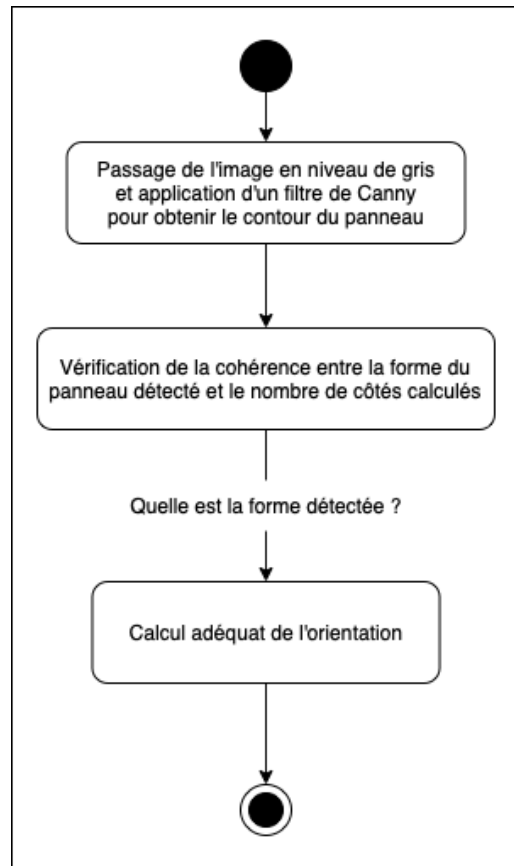 Passage de l'image en niveau de gris
et application d'un filtre de Canny
pour obtenir le contour du panneau
Vérification de la cohérence entre la forme du
panneau détecté et le nombre de côtés calculés
Quelle est la forme détectée ?
Calcul adéquat de l'orientation